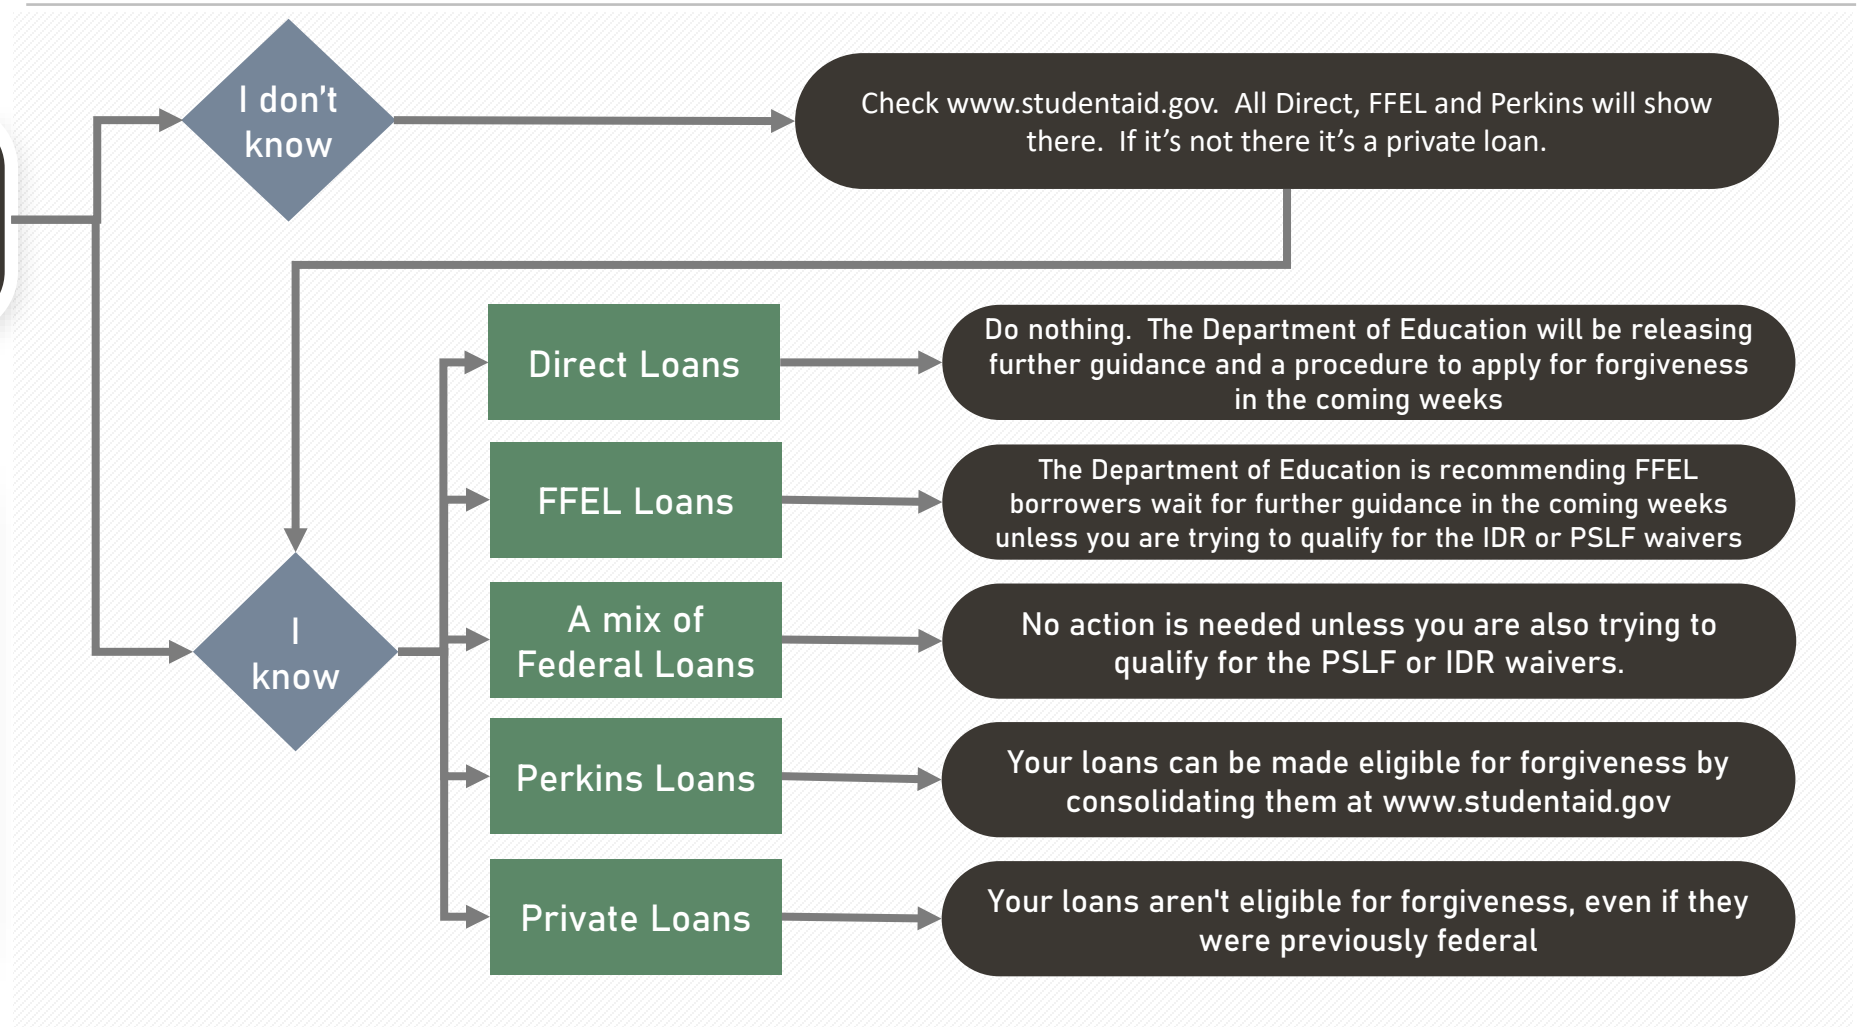 I don't
know
Check www.studentaid.gov.  All Direct, FFEL and Perkins will show
there.  If it’s not there it’s a private loan.
Direct Loans
Do nothing.  The Department of Education will be releasing
further guidance and a procedure to apply for forgiveness
in the coming weeks
FFEL Loans
The Department of Education is recommending FFEL
borrowers wait for further guidance in the coming weeks
unless you are trying to qualify for the IDR or PSLF waivers
I
know
A mix of
Federal Loans
No action is needed unless you are also trying to
qualify for the PSLF or IDR waivers.
Perkins Loans
Your loans can be made eligible for forgiveness by
consolidating them at www.studentaid.gov
Private Loans
Your loans aren't eligible for forgiveness, even if they
were previously federal